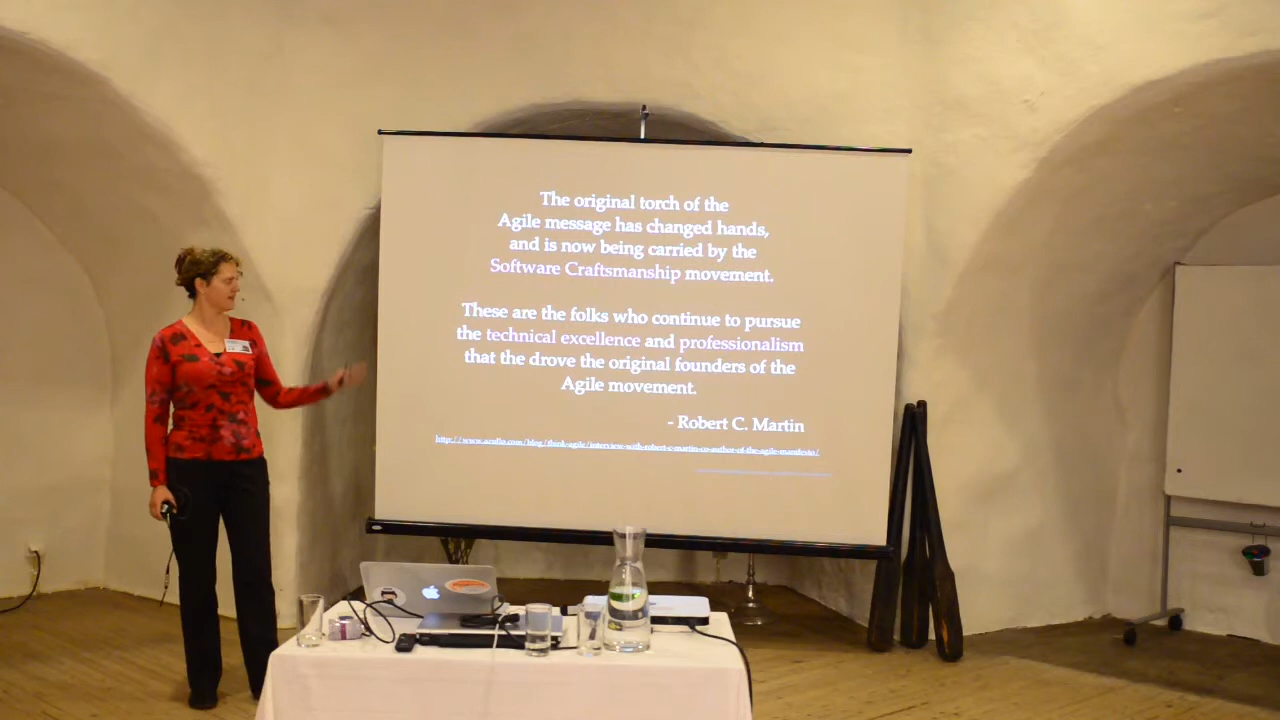 The original torch of the
Agile message has changed hands,
and is now being carried by the
Software Craftsmanship movement.
These are the folks who continue to pursue
the technical excellence and professionalism
that the drove the original founders of the
Agile movement.
- Robert C. Martin